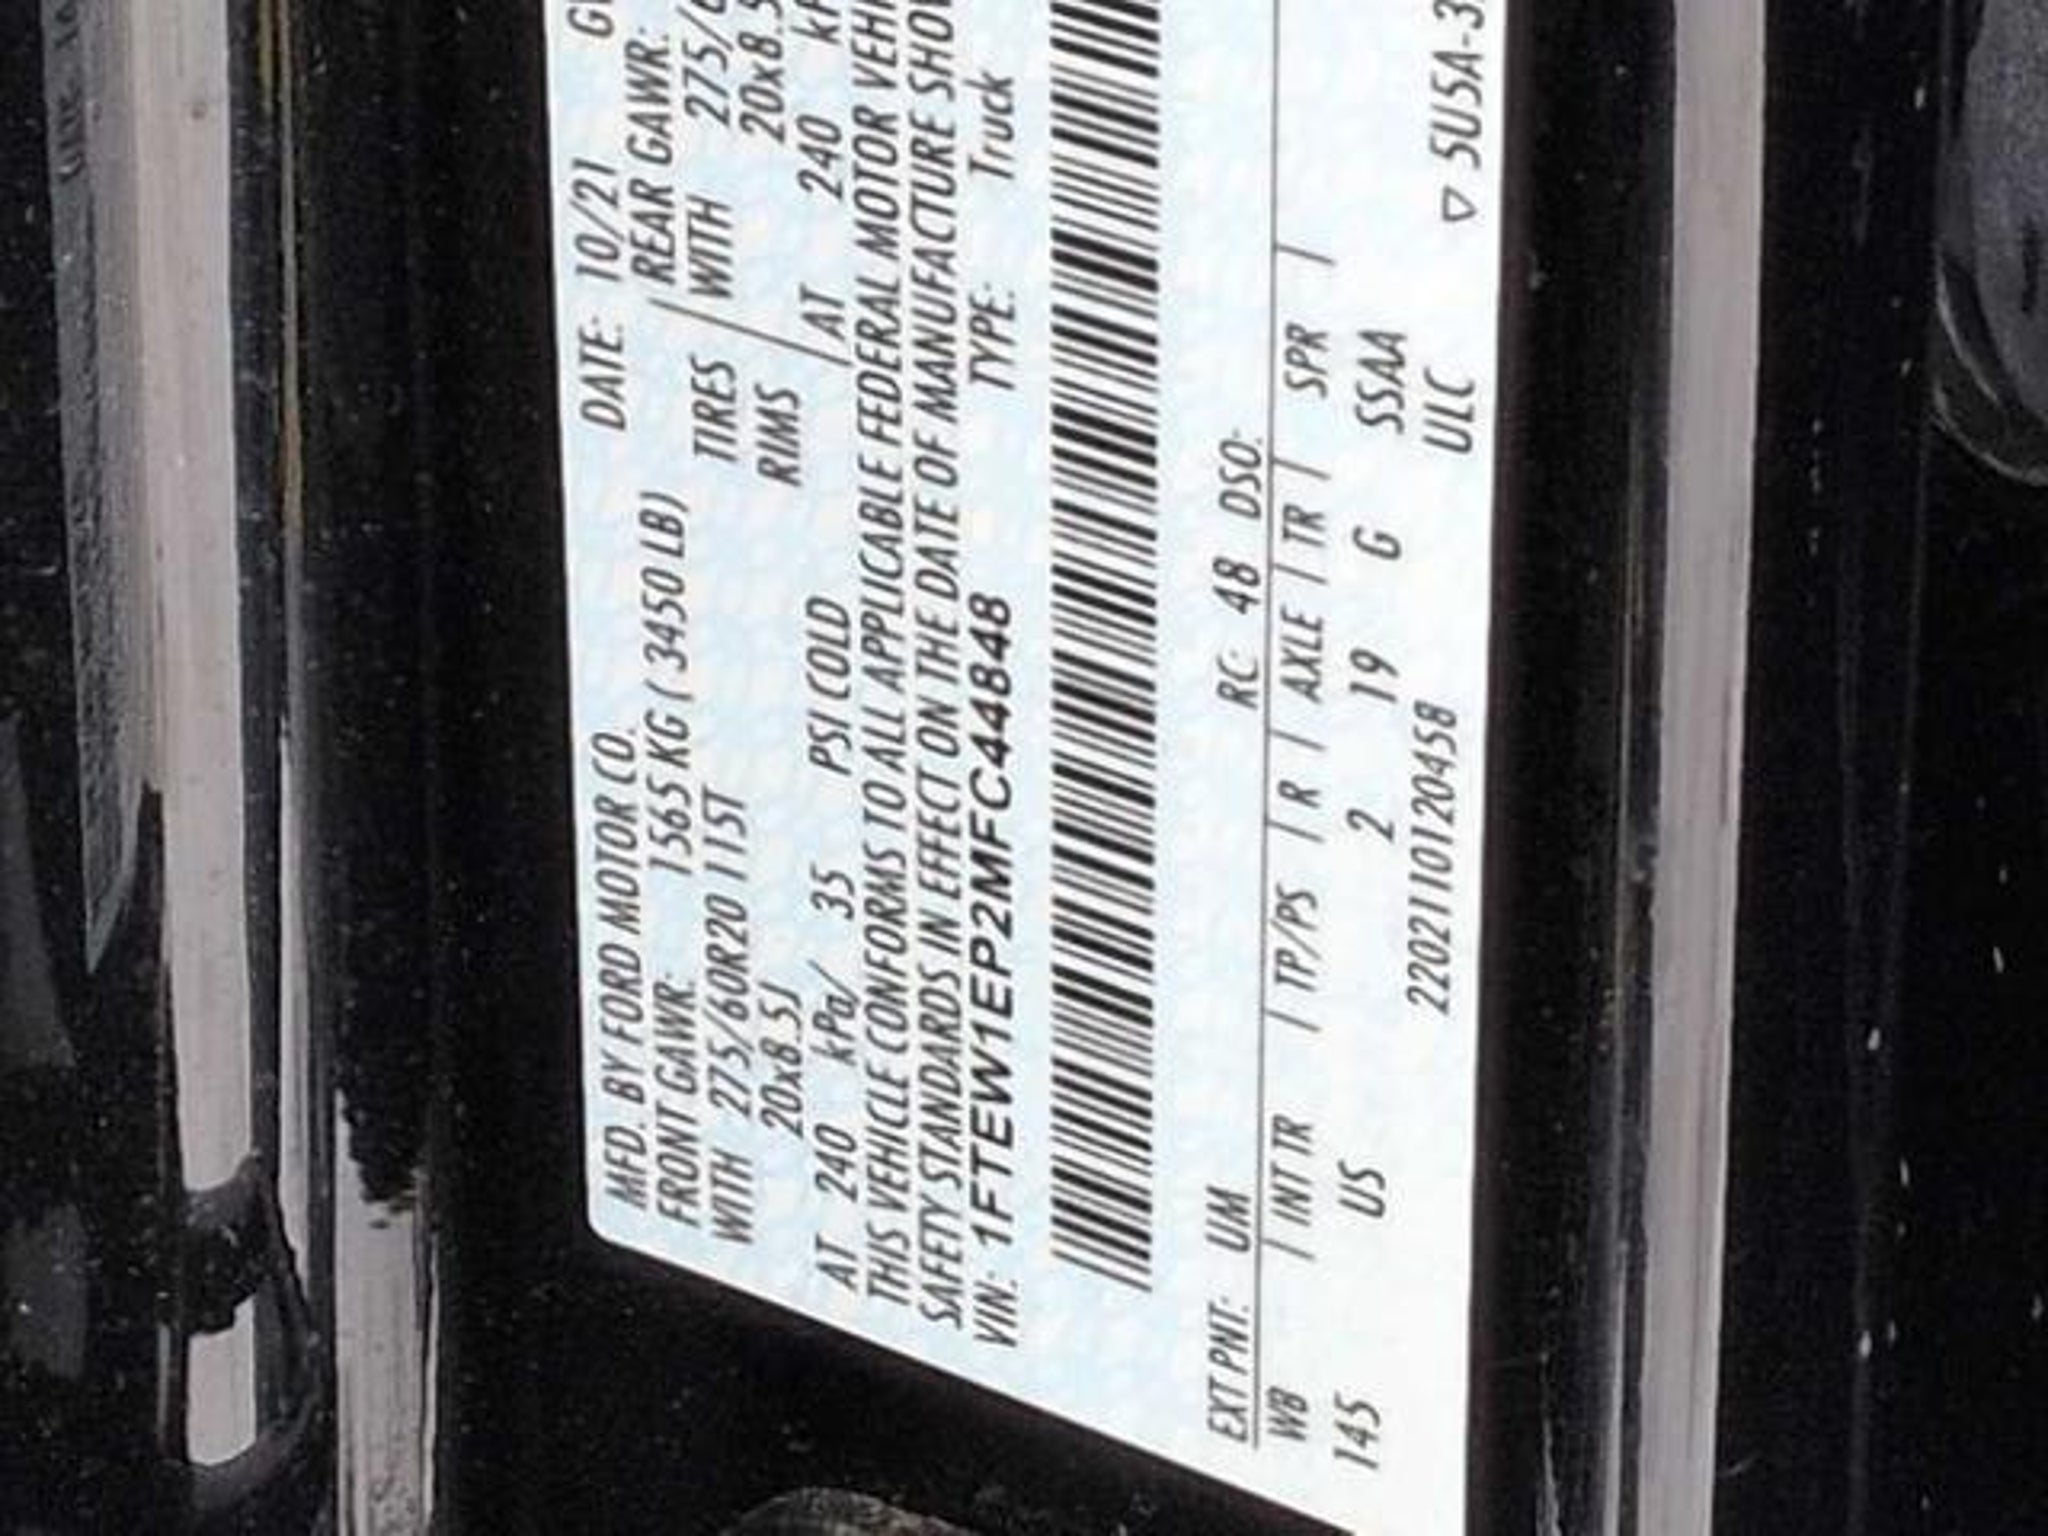 MFD. BY FORD MOTOR CO. DATE: 10/21
FRONT GAWR: 1565 KG ( 3450 LB) REAR GAWR:
WITH 275/60R20 115T TIRES WITH
20x8.5J RIMS 20x8.5
AT 240 kPa/ 35 PSI COLD AT 240
THIS VEHICLE CONFORMS TO ALL APPLICABLE FEDERAL MOTOR VEH
SAFETY STANDARDS IN EFFECT ON THE DATE OF MANUFACTURE SHOW
VIN: 1FTEW1EP2MFC44848 TYPE: Truck
EXT PNT: UM RC: 48 DSO:
WB / INT TR / TP/PS / R / AXLE / TR / SPR /
145 US 2 19 G SSAA
22021101120458 ULC ▽ 5U5A-3